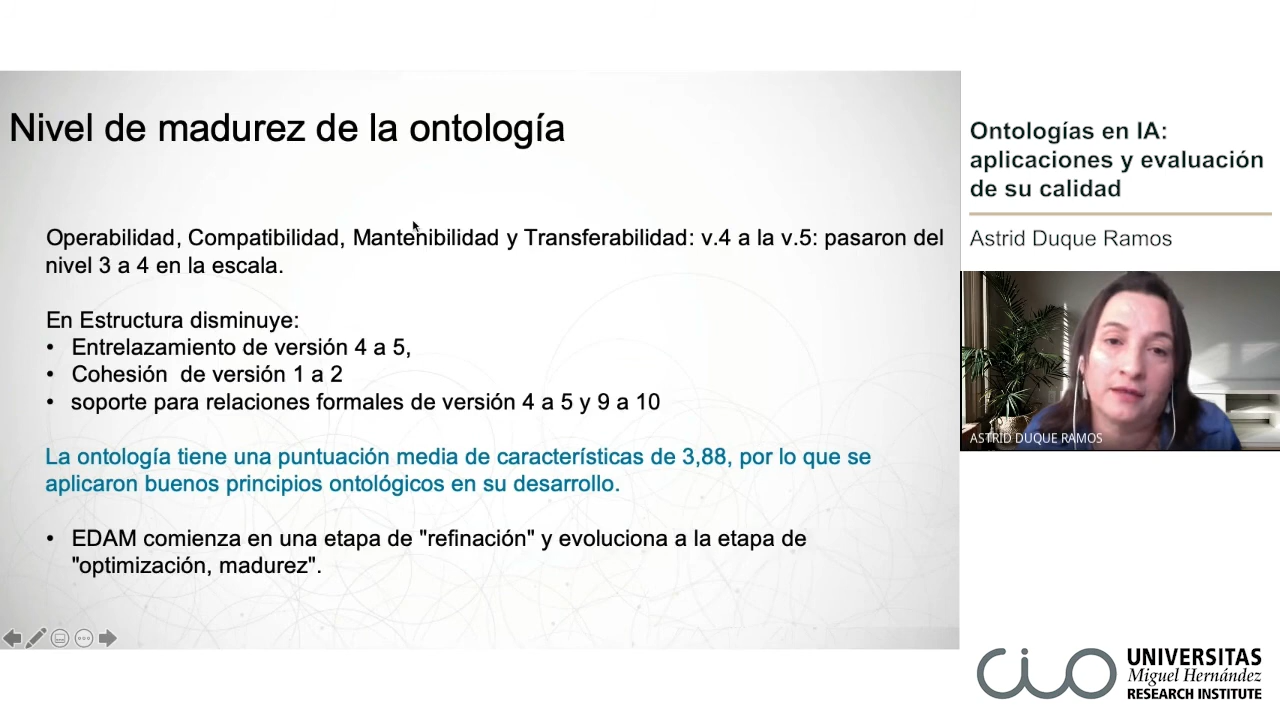 Nivel de madurez de la ontología
Operabilidad, Compatibilidad, Mantenibilidad y Transferabilidad: v.4 a la v.5: pasaron del
nivel 3 a 4 en la escala.
En Estructura disminuye:
• Entrelazamiento de versión 4 a 5,
• Cohesión de versión 1 a 2
• soporte para relaciones formales de versión 4 a 5 y 9 a 10
La ontología tiene una puntuación media de características de 3,88, por lo que se
aplicaron buenos principios ontológicos en su desarrollo.
• EDAM comienza en una etapa de "refinación" y evoluciona a la etapa de
"optimización, madurez".
Ontologías en IA:
aplicaciones y evaluación
de su calidad
Astrid Duque Ramos
ASTRID DUQUE RAMOS
CIO
UNIVERSITAS
Miguel Hernández
RESEARCH INSTITUTE